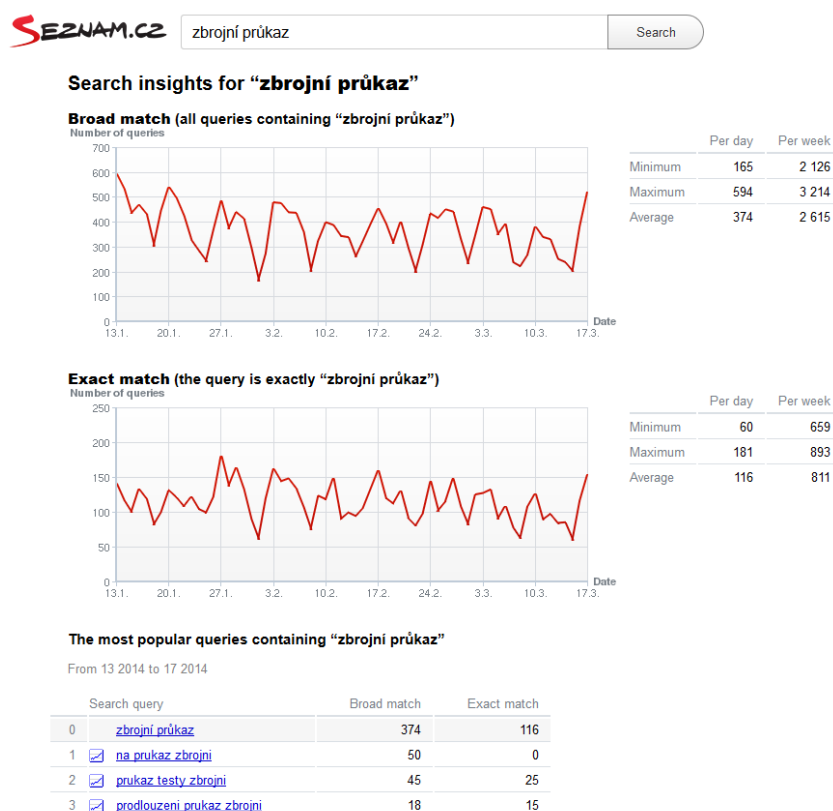 SEZNAM.CZ zbrojní průkaz Search
Search insights for “zbrojní průkaz”
Broad match (all queries containing “zbrojní průkaz”)
Number of queries
Per day Per week
Minimum 165 2 126
Maximum 594 3 214
Average 374 2 615
700
600
500
400
300
200
100
0
Date
13.1. 20.1. 27.1. 3.2. 10.2. 17.2. 24.2. 3.3. 10.3. 17.3.
Exact match (the query is exactly “zbrojní průkaz”)
Number of queries
Per day Per week
Minimum 60 659
Maximum 181 893
Average 116 811
250
200
150
100
50
0
Date
13.1. 20.1. 27.1. 3.2. 10.2. 17.2. 24.2. 3.3. 10.3. 17.3.
The most popular queries containing “zbrojní průkaz”
From 13 2014 to 17 2014
Search query Broad match Exact match
0 zbrojní průkaz 374 116
1 na prukaz zbrojni 50 0
2 prukaz testy zbrojni 45 25
3 prodlouzeni prukaz zbrojni 18 15